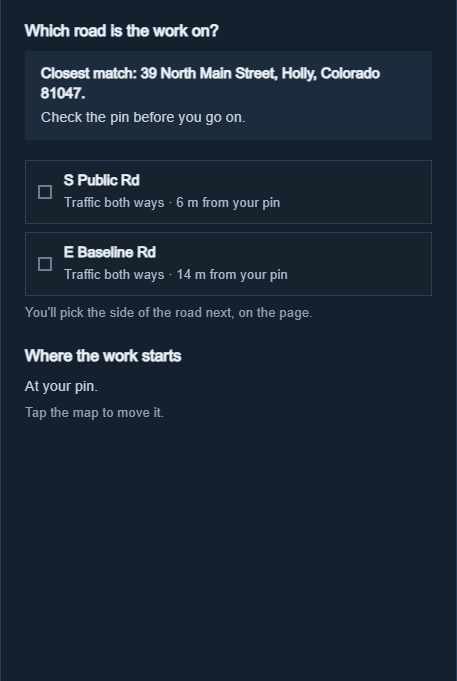 Which road is the work on?
Closest match: 39 North Main Street, Holly, Colorado
81047.
Check the pin before you go on.
S Public Rd
Traffic both ways · 6 m from your pin
E Baseline Rd
Traffic both ways · 14 m from your pin
You'll pick the side of the road next, on the page.
Where the work starts
At your pin.
Tap the map to move it.